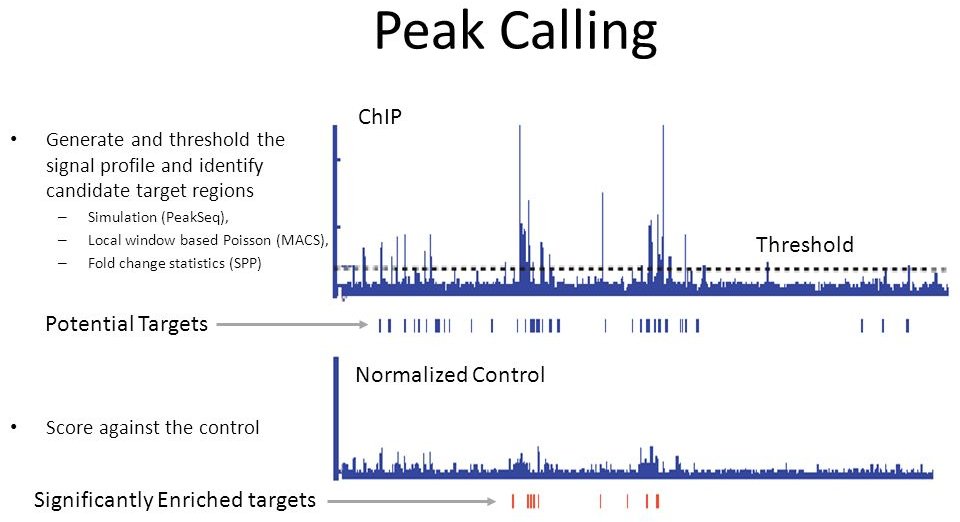 Peak Calling
• Generate and threshold the
signal profile and identify
candidate target regions
– Simulation (PeakSeq),
– Local window based Poisson (MACS),
– Fold change statistics (SPP)
ChIP
Threshold
Potential Targets
Normalized Control
• Score against the control
Significantly Enriched targets